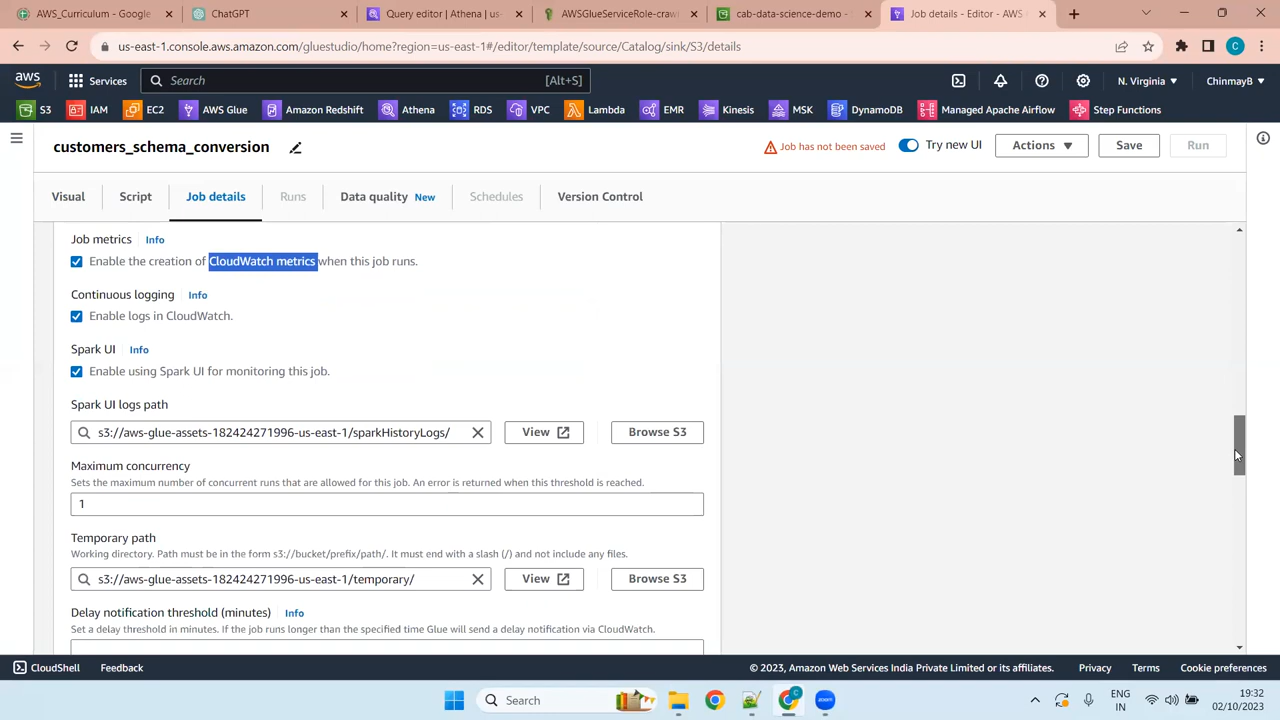 AWS_Curriculum - Google
ChatGPT
Query editor | Athena | us-
AWSGlueServiceRole-craw
cab-data-science-demo -
Job details - Editor - AWS
us-east-1.console.aws.amazon.com/gluestudio/home?region=us-east-1#/editor/template/source/Catalog/sink/S3/details
C
aws
Services
Search
[Alt+S]
N. Virginia
ChinmayB
S3
IAM
EC2
AWS Glue
Amazon Redshift
Athena
RDS
VPC
Lambda
EMR
Kinesis
MSK
DynamoDB
Managed Apache Airflow
Step Functions
customers_schema_conversion
Job has not been saved
Try new UI
Actions
Save
Run
Visual
Script
Job details
Runs
Data quality New
Schedules
Version Control
Job metrics Info
Enable the creation of CloudWatch metrics when this job runs.
Continuous logging Info
Enable logs in CloudWatch.
Spark UI Info
Enable using Spark UI for monitoring this job.
Spark UI logs path
s3://aws-glue-assets-182424271996-us-east-1/sparkHistoryLogs/
View
Browse S3
Maximum concurrency
Sets the maximum number of concurrent runs that are allowed for this job. An error is returned when this threshold is reached.
1
Temporary path
Working directory. Path must be in the form s3://bucket/prefix/path/. It must end with a slash (/) and not include any files.
s3://aws-glue-assets-182424271996-us-east-1/temporary/
View
Browse S3
Delay notification threshold (minutes) Info
Set a delay threshold in minutes. If the job runs longer than the specified time Glue will send a delay notification via CloudWatch.
CloudShell
Feedback
© 2023, Amazon Web Services India Private Limited or its affiliates.
Privacy
Terms
Cookie preferences
Search
C
zoom
ENG
IN
19:32
02/10/2023